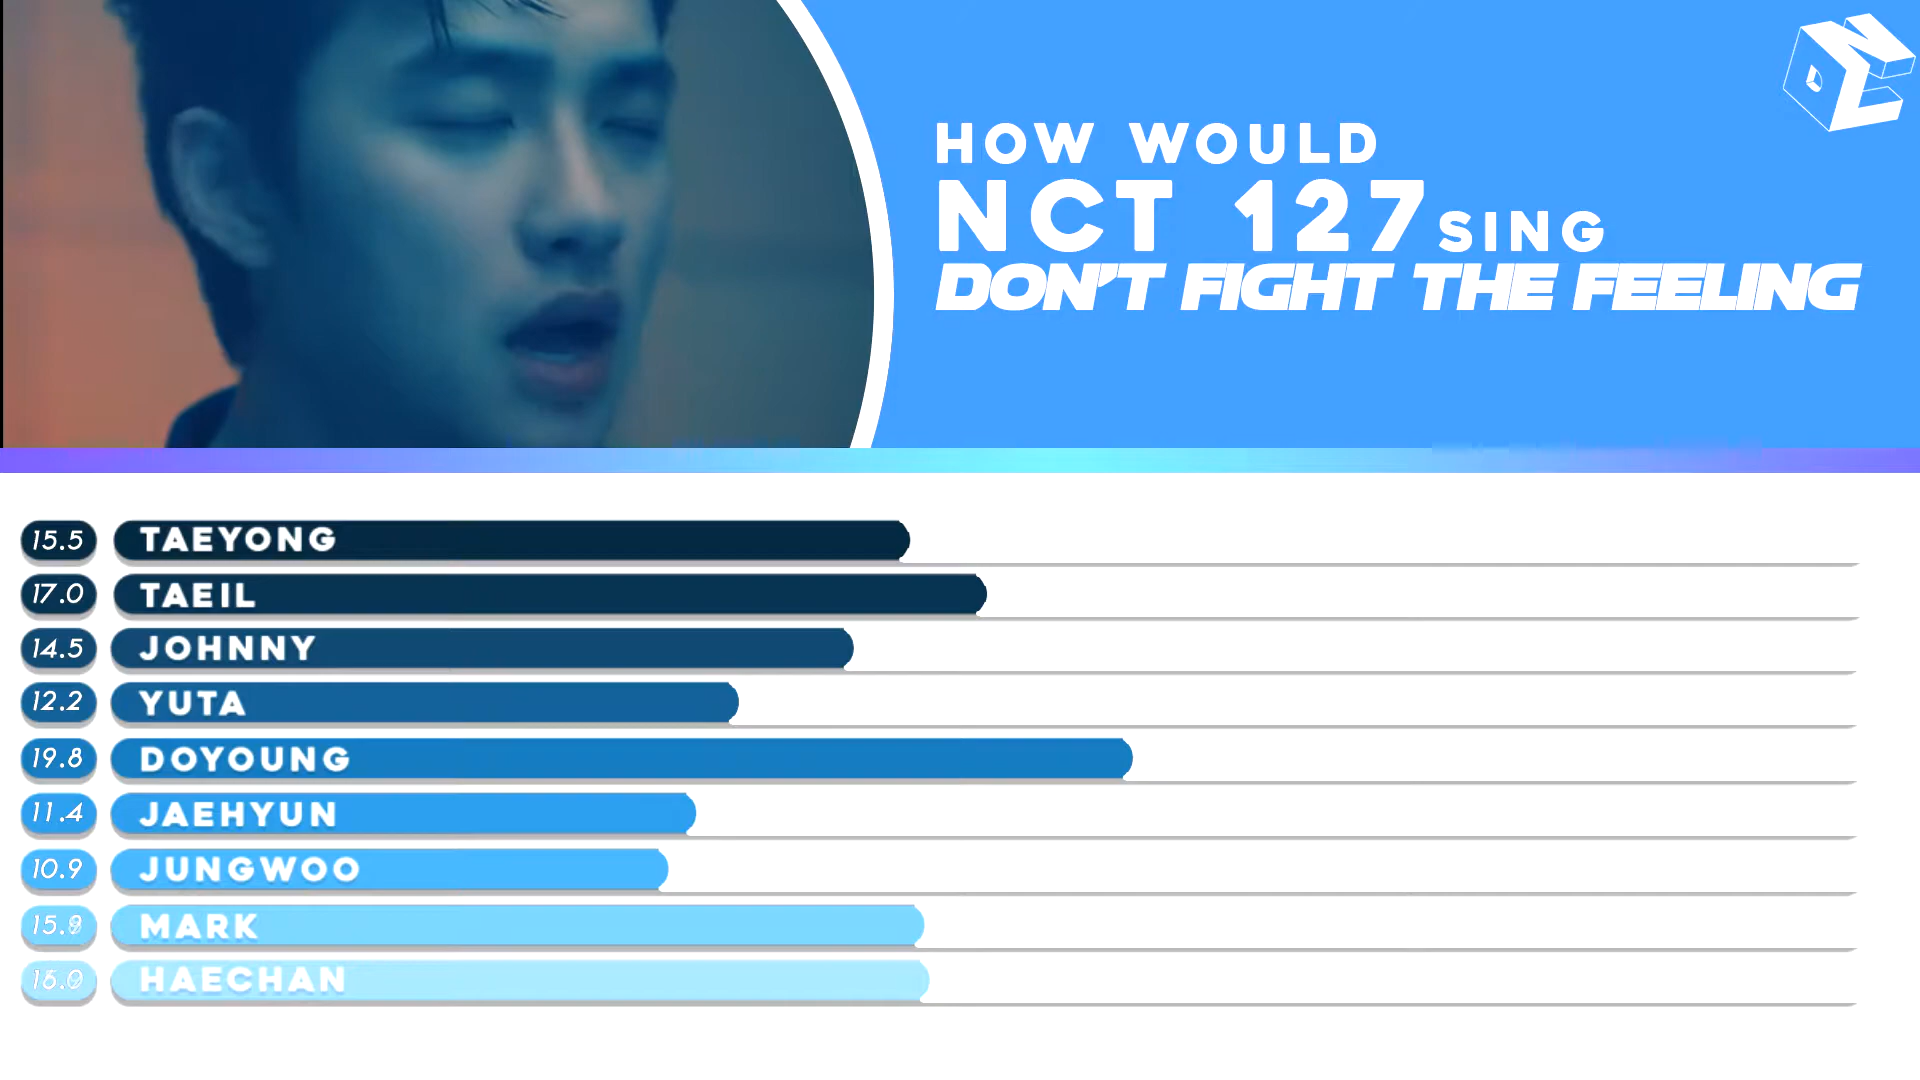 HOW WOULD
NCT 127 SING
DON'T FIGHT THE FEELING
15.5 TAEYONG
17.0 TAEIL
14.5 JOHNNY
12.2 YUTA
19.8 DOYOUNG
11.4 JAEHYUN
10.9 JUNGWOO
MARK
HAECHAN